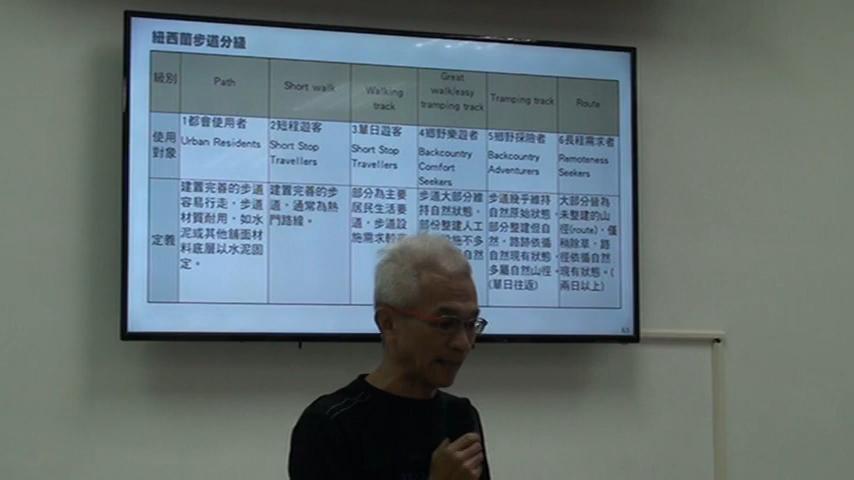 紐西蘭步道分級
級別
Path
Short walk
Walking
track
Great
walk/easy
tramping track
Tramping track
Route
使用
對象
1都會使用者
Urban Residents
2短程遊客
Short Stop
Travellers
3單日遊客
Short Stop
Travellers
4鄉野樂遊者
Backcountry
Comfort
Seekers
5鄉野探險者
Backcountry
Adventurers
6長程需求者
Remoteness
Seekers
定義
建置完善的步道
容易行走，步道
材質耐用，如水
泥或其他鋪面材
料底層以水泥固
定。
建置完善的步
道，通常為熱
門路線。
部分為主要
居民生活要
道，步道設
施需求較
步道大部分維
持自然狀態，
部份整建人工
施不多
自然
步道幾乎維持
自然原始狀態，
部分整建但自
然，路跡依循
自然現有狀態，
多屬自然山徑。
(單日往返)
大部分皆為
未整建的山
徑(route)，僅
稍除草，路
徑依循自然
現有狀態。(
兩日以上)
63